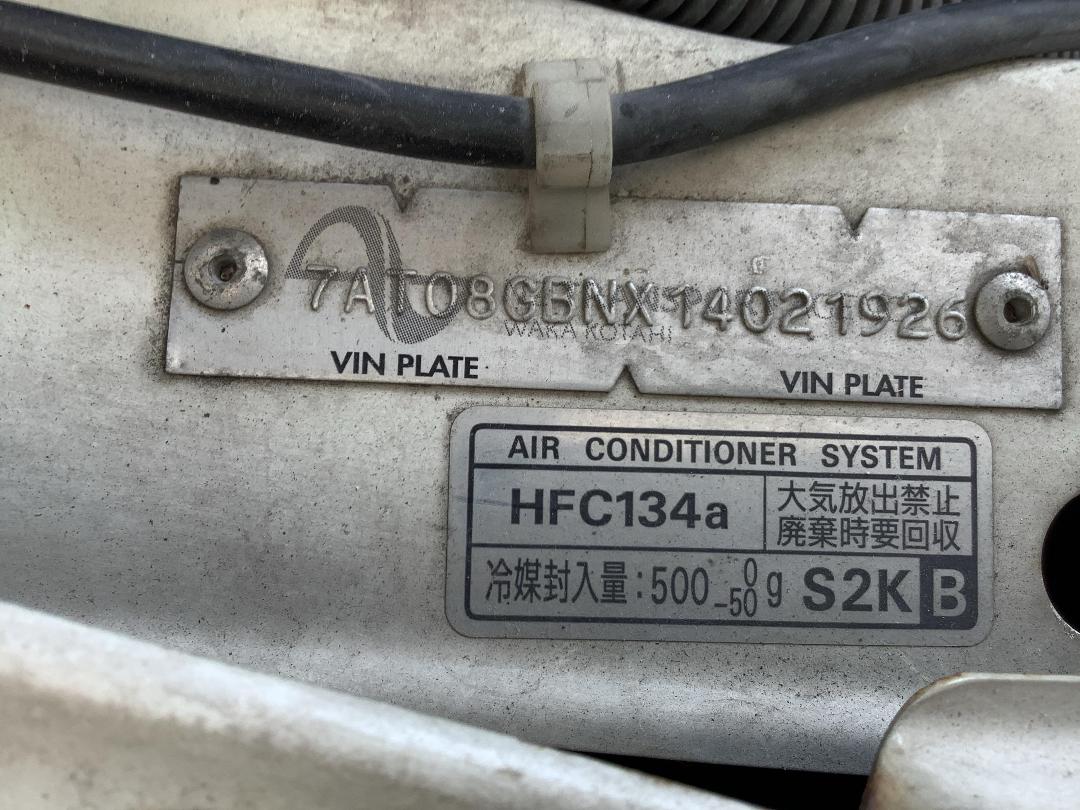 7AT08GBNX14021926
WAKA KOTAHI
VIN PLATE VIN PLATE
AIR CONDITIONER SYSTEM
HFC134a
大気放出禁止
廃棄時要回収
冷媒封入量:500 0 -50 g S2K B